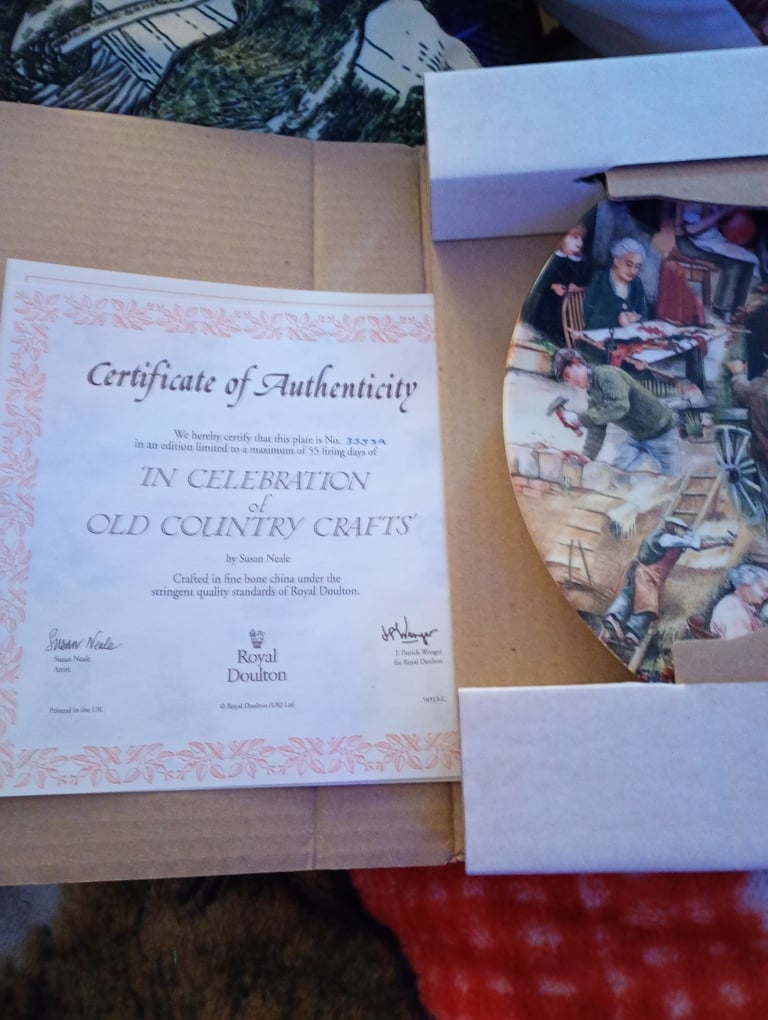 Certificate of Authenticity
We hereby certify that this plate is No.
in an edition limited to a maximum of 55 firing days of
'IN CELEBRATION
of
OLD COUNTRY CRAFTS'
by Susan Neale
Crafted in fine bone china under the
stringent quality standards of Royal Doulton.
Susan Neale
Susan Neale
Artist
Royal
Doulton
J. Patrick Wenger
for Royal Doulton
Printed in the UK
© Royal Doulton (UK) Ltd